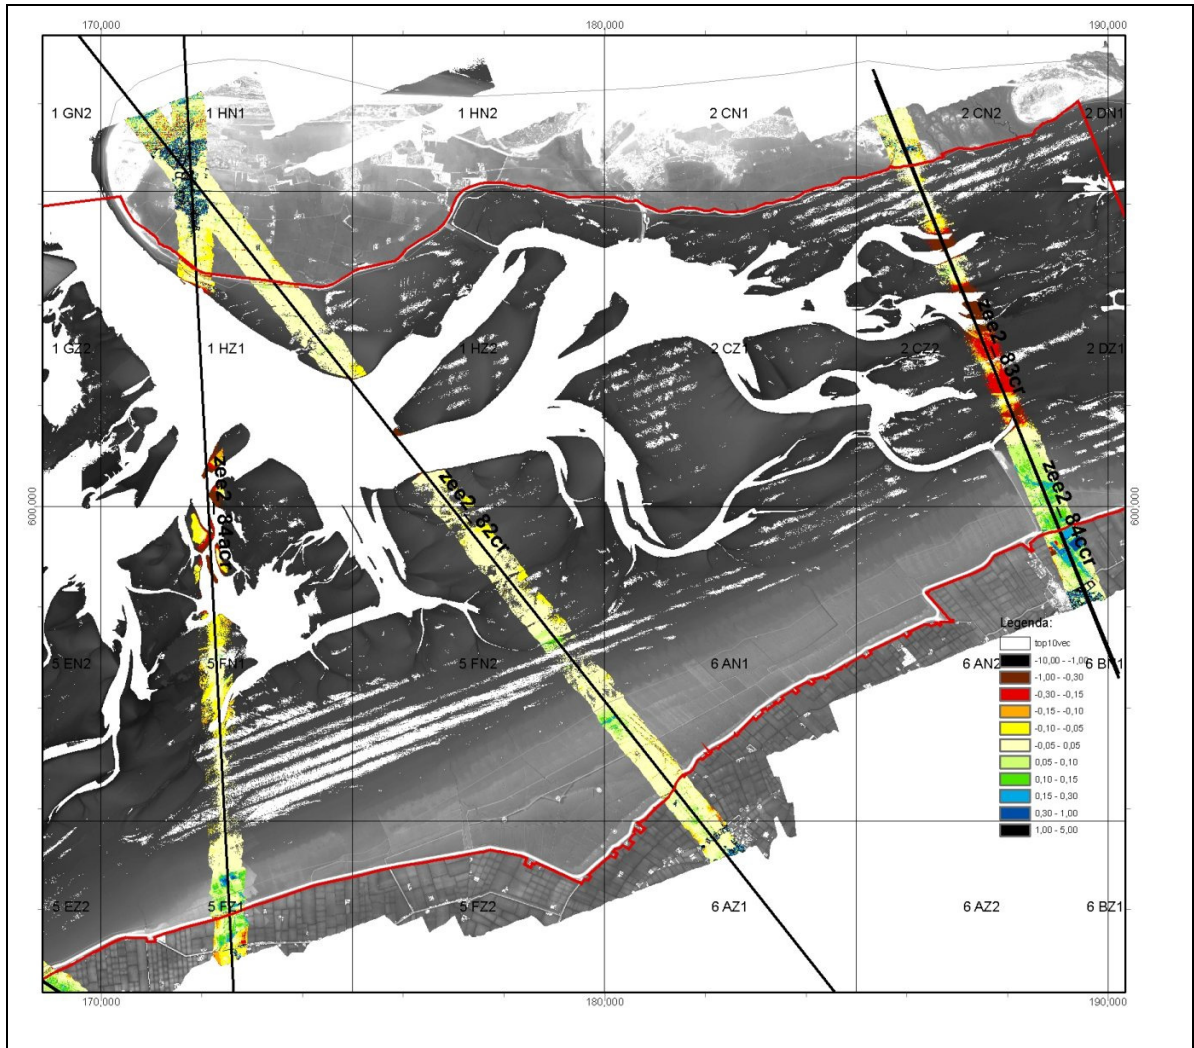 170,000
180,000
190,000
1 GN2
1 HN1
1 HN2
2 CN1
2 CN2
2 DN1
1 GZ2
1 HZ1
1 HZ2
2 CZ1
2 CZ2
2 DZ1
zee2_83cr
zee2_84acr
zee2_82cr
zee2_84ccr
600,000
600,000
5 EN2
5 FN1
5 FN2
6 AN1
6 AN2
6 BN1
Legenda:
top10vec
-10,00 - -1,00
-1,00 - -0,30
-0,30 - -0,15
-0,15 - -0,10
-0,10 - -0,05
-0,05 - 0,05
0,05 - 0,10
0,10 - 0,15
0,15 - 0,30
0,30 - 1,00
1,00 - 5,00
5 EZ2
5 FZ1
5 FZ2
6 AZ1
6 AZ2
6 BZ1
170,000
180,000
190,000